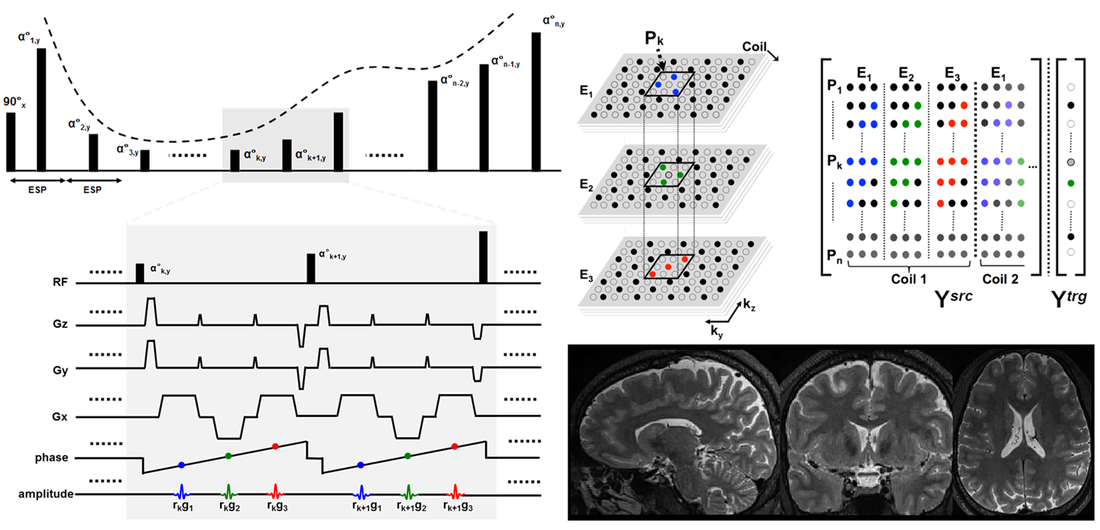 90°x
α°1,y
α°2,y
α°3,y
α°k,y
α°k+1,y
α°n-2,y
α°n-1,y
α°n,y
ESP
ESP
RF
α°k,y
α°k+1,y
Gz
Gy
Gx
phase
amplitude
rkg1
rkg2
rkg3
rk+1g1
rk+1g2
rk+1g3
Pk
Coil
E1
E2
E3
kz
ky
E1 E2 E3 E1
P1
Pk
...
Pn
Coil 1 Coil 2
Ysrc Ytrg